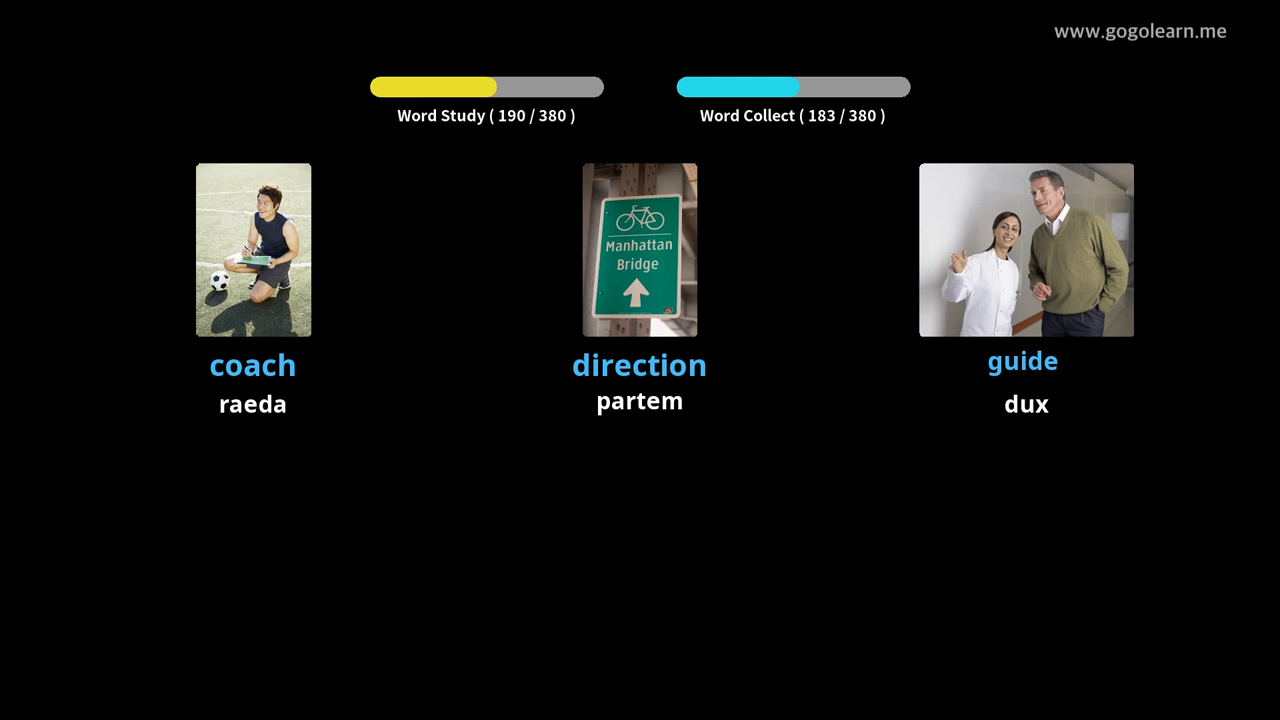 www.gogolearn.me
Word Study ( 190 / 380 )
Word Collect ( 183 / 380 )
Manhattan
Bridge
coach
direction
guide
raeda
partem
dux